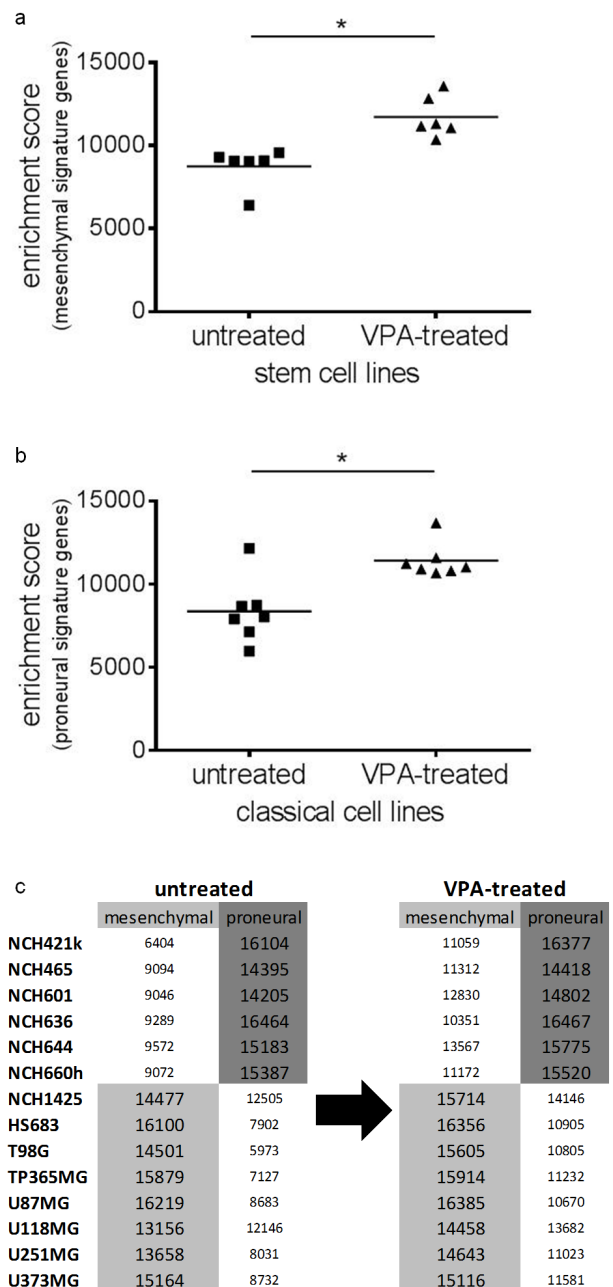 a
*
15000
10000
5000
0
enrichment score
(mesenchymal signature genes)
untreated VPA-treated
stem cell lines
b
*
15000
10000
5000
0
enrichment score
(proneural signature genes)
untreated VPA-treated
classical cell lines
c
untreated VPA-treated
mesenchymal proneural mesenchymal proneural
NCH421k 6404 16104 11059 16377
NCH465 9094 14395 11312 14418
NCH601 9046 14205 12830 14802
NCH636 9289 16464 10351 16467
NCH644 9572 15183 13567 15775
NCH660h 9072 15387 11172 15520
NCH1425 14477 12505 15714 14146
HS683 16100 7902 16356 10905
T98G 14501 5973 15605 10805
TP365MG 15879 7127 15914 11232
U87MG 16219 8683 16385 10670
U118MG 13156 12146 14458 13682
U251MG 13658 8031 14643 11023
U373MG 15164 8732 15116 11581